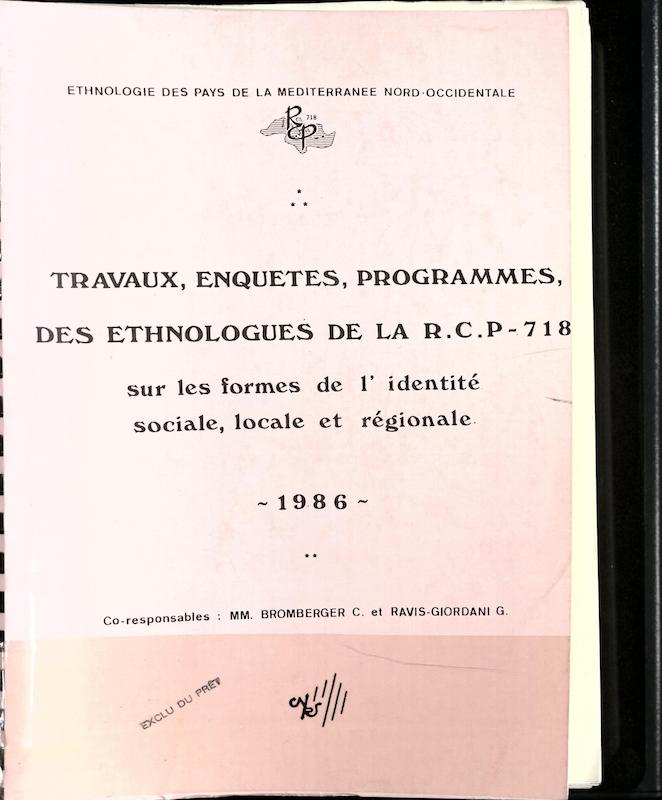 ETHNOLOGIE DES PAYS DE LA MEDITERRANEE NORD-OCCIDENTALE
RCP 718
TRAVAUX, ENQUETES, PROGRAMMES,
DES ETHNOLOGUES DE LA R.C.P-718
sur les formes de l' identité
sociale, locale et régionale.
~ 1986 ~
Co-responsables : MM. BROMBERGER C. et RAVIS-GIORDANI G.
EXCLU DU PRÊT